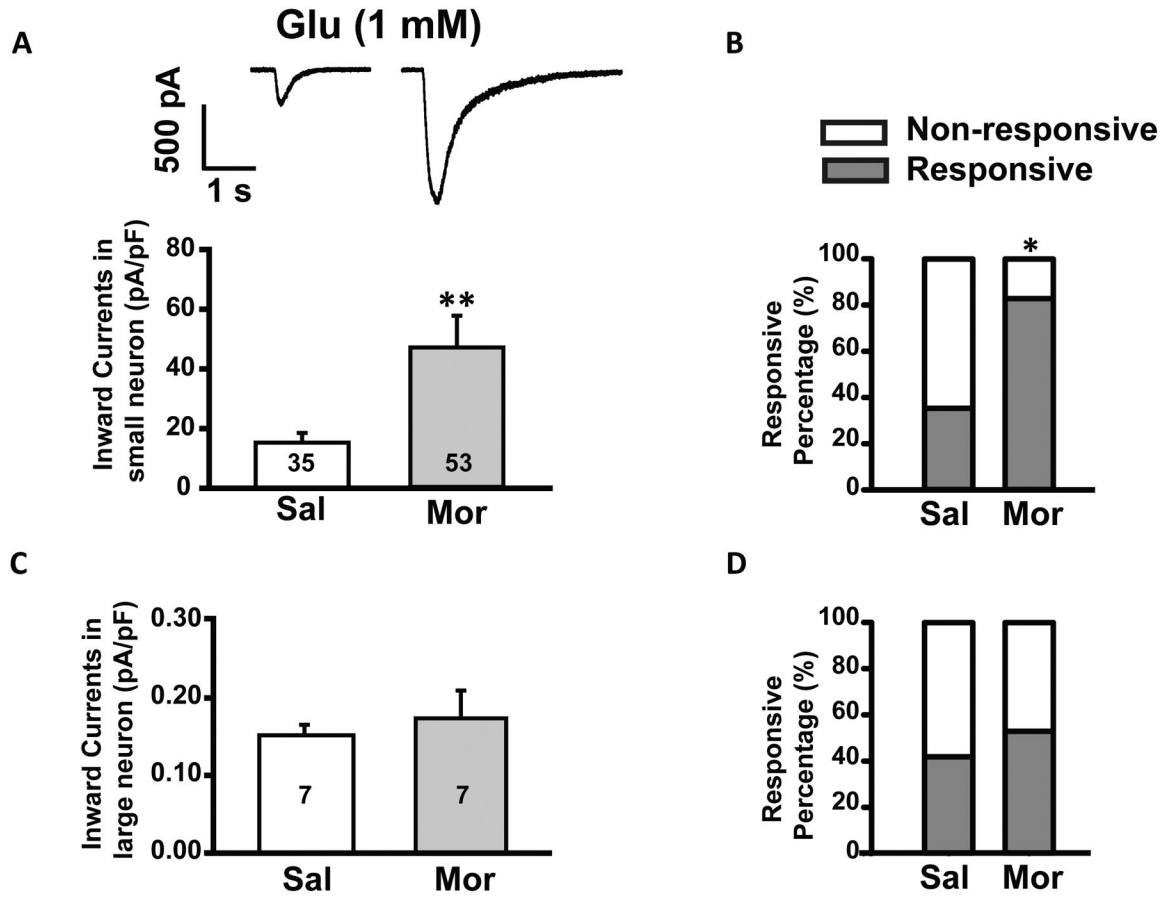 A
Glu (1 mM)
500 pA
1 s
Inward Currents in
small neuron (pA/pF)
80
60
40
20
0
**
35
53
Sal
Mor
B
Non-responsive
Responsive
Responsive
Percentage (%)
100
80
60
40
20
0
*
Sal
Mor
C
Inward Currents in
large neuron (pA/pF)
0.30
0.20
0.10
0.00
7
7
Sal
Mor
D
Responsive
Percentage (%)
100
80
60
40
20
0
Sal
Mor